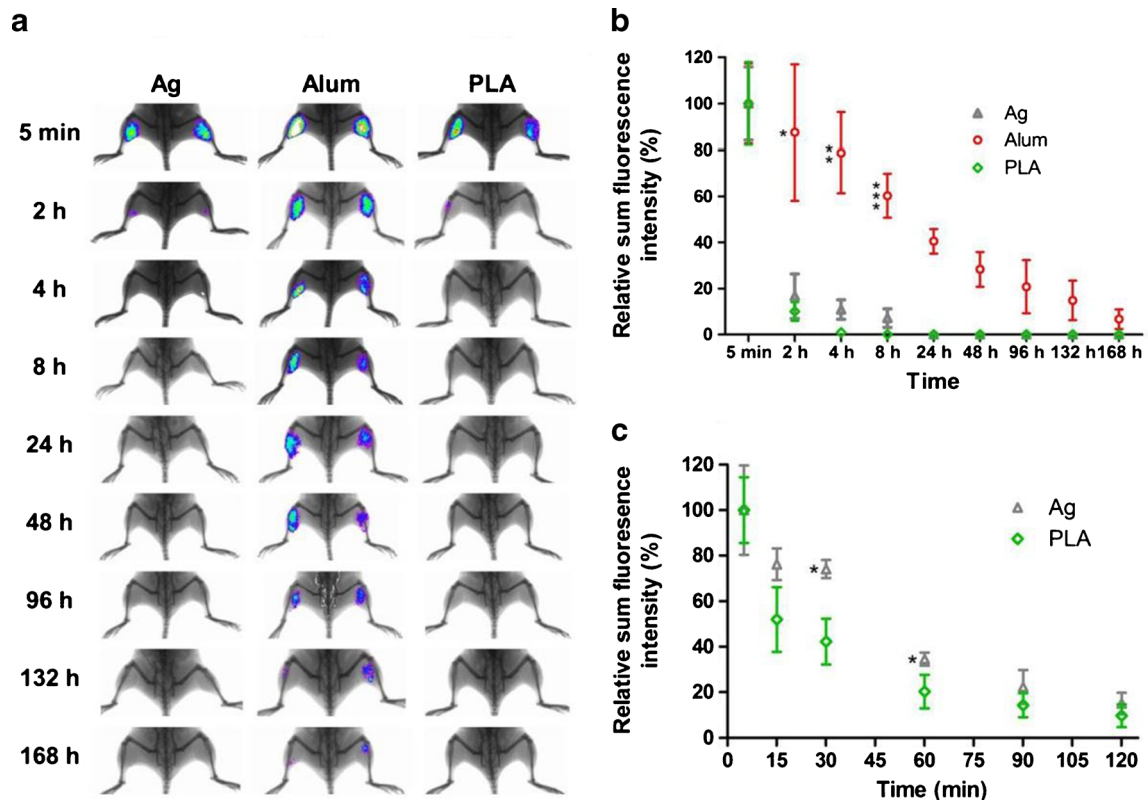 a
Ag Alum PLA
5 min
2 h
4 h
8 h
24 h
48 h
96 h
132 h
168 h
b
Relative sum fluorescence
intensity (%)
120
100
80
60
40
20
0
*
**
***
Ag
Alum
PLA
5 min 2 h 4 h 8 h 24 h 48 h 96 h 132 h 168 h
Time
c
Relative sum fluoresence
intensity (%)
120
100
80
60
40
20
0
*
*
Ag
PLA
0 15 30 45 60 75 90 105 120
Time (min)